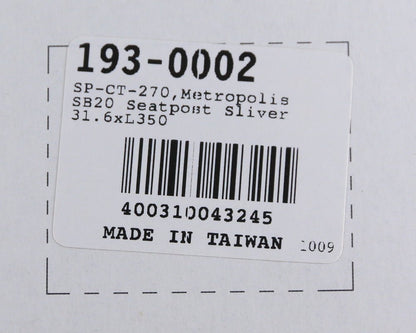 193-0002
SP-CT-270,Metropolis
SB20 Seatpost Sliver
31.6xL350
400310043245
MADE IN TAIWAN 1009